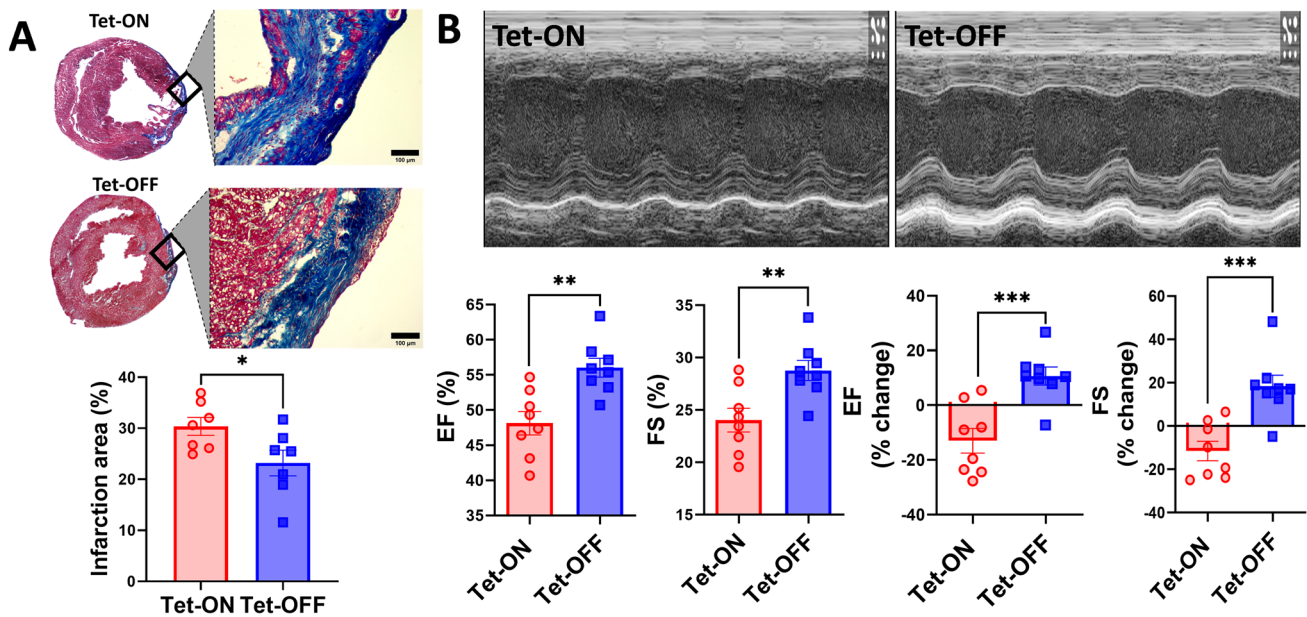 A
Tet-ON
100 µm
Tet-OFF
100 µm
*
Infarction area (%)
40
30
20
10
0
Tet-ON
Tet-OFF
B
Tet-ON
Tet-OFF
**
EF (%)
65
60
55
50
45
40
35
Tet-ON
Tet-OFF
**
FS (%)
35
30
25
20
15
Tet-ON
Tet-OFF
***
EF
(% change)
40
20
0
-20
-40
Tet-ON
Tet-OFF
***
FS
(% change)
60
40
20
0
-20
-40
Tet-ON
Tet-OFF